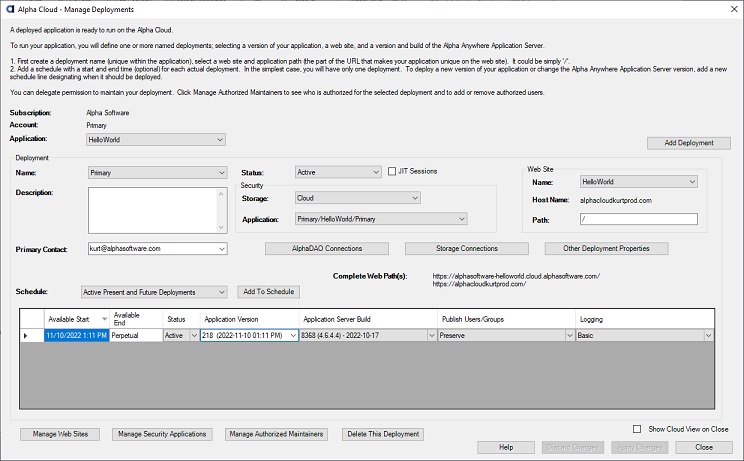 Alpha Cloud - Manage Deployments
A deployed application is ready to run on the Alpha Cloud.
To run your application, you will define one or more named deployments; selecting a version of your application, a web site, and a version and build of the Alpha Anywhere Application Server.
1. First create a deployment name (unique within the application), select a web site and application path (the part of the URL that makes your application unique on the web site). It could be simply '/'.
2. Add a schedule with a start and end time (optional) for each actual deployment. In the simplest case, you will have only one deployment. To deploy a new version of your application or change the Alpha Anywhere Application Server version, add a new
schedule line designating when it should be deployed.
You can delegate permission to maintain your deployment. Click Manage Authorized Maintainers to see who is authorized for the selected deployment and to add or remove authorized users.
Subscription: Alpha Software
Account: Primary
Application: HelloWorld
Add Deployment
Deployment
Name: Primary
Status: Active
JIT Sessions
Web Site
Name: HelloWorld
Description:
Security
Storage: Cloud
Host Name: alphacloudkurtprod.com
Application: Primary/HelloWorld/Primary
Path: /
Primary Contact: kurt@alphasoftware.com
AlphaDAO Connections
Storage Connections
Other Deployment Properties
Complete Web Path(s): https://alphasoftware-helloworld.cloud.alphasoftware.com/
https://alphacloudkurtprod.com/
Schedule: Active Present and Future Deployments
Add To Schedule
Available Start Available End Status Application Version Application Server Build Publish Users/Groups Logging
11/10/2022 1:11 PM Perpetual Active 218 (2022-11-10 01:11 PM) 8368 (4.6.4.4) - 2022-10-17 Preserve Basic
Show Cloud View on Close
Manage Web Sites
Manage Security Applications
Manage Authorized Maintainers
Delete This Deployment
Help
Discard Changes
Apply Changes
Close